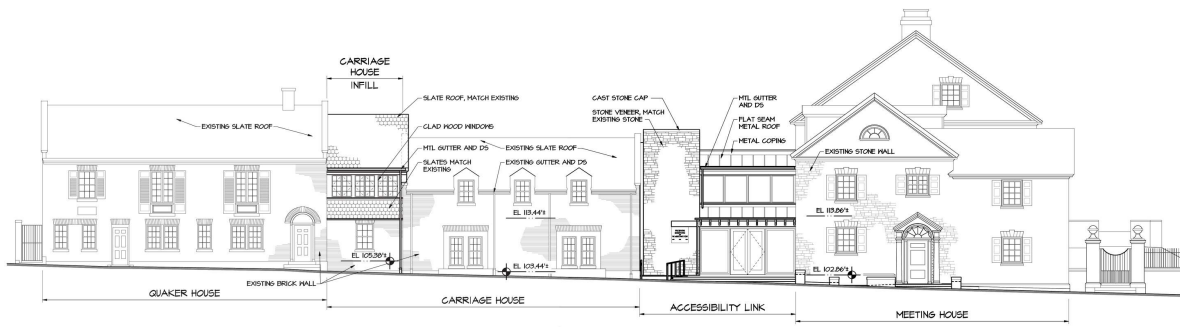 CARRIAGE
HOUSE
INFILL
SLATE ROOF, MATCH EXISTING
EXISTING SLATE ROOF
CLAD WOOD WINDOWS
MTL GUTTER AND DS
SLATES MATCH
EXISTING
EXISTING SLATE ROOF
EXISTING GUTTER AND DS
CAST STONE CAP
STONE VENEER, MATCH
EXISTING STONE
MTL GUTTER
AND DS
FLAT SEAM
METAL ROOF
METAL COPING
EXISTING STONE WALL
EL 113.44'±
EL 113.86'±
EL 105.38'±
EL 103.44'±
EL 102.86'±
EXISTING BRICK WALL
QUAKER HOUSE
CARRIAGE HOUSE
ACCESSIBILITY LINK
MEETING HOUSE